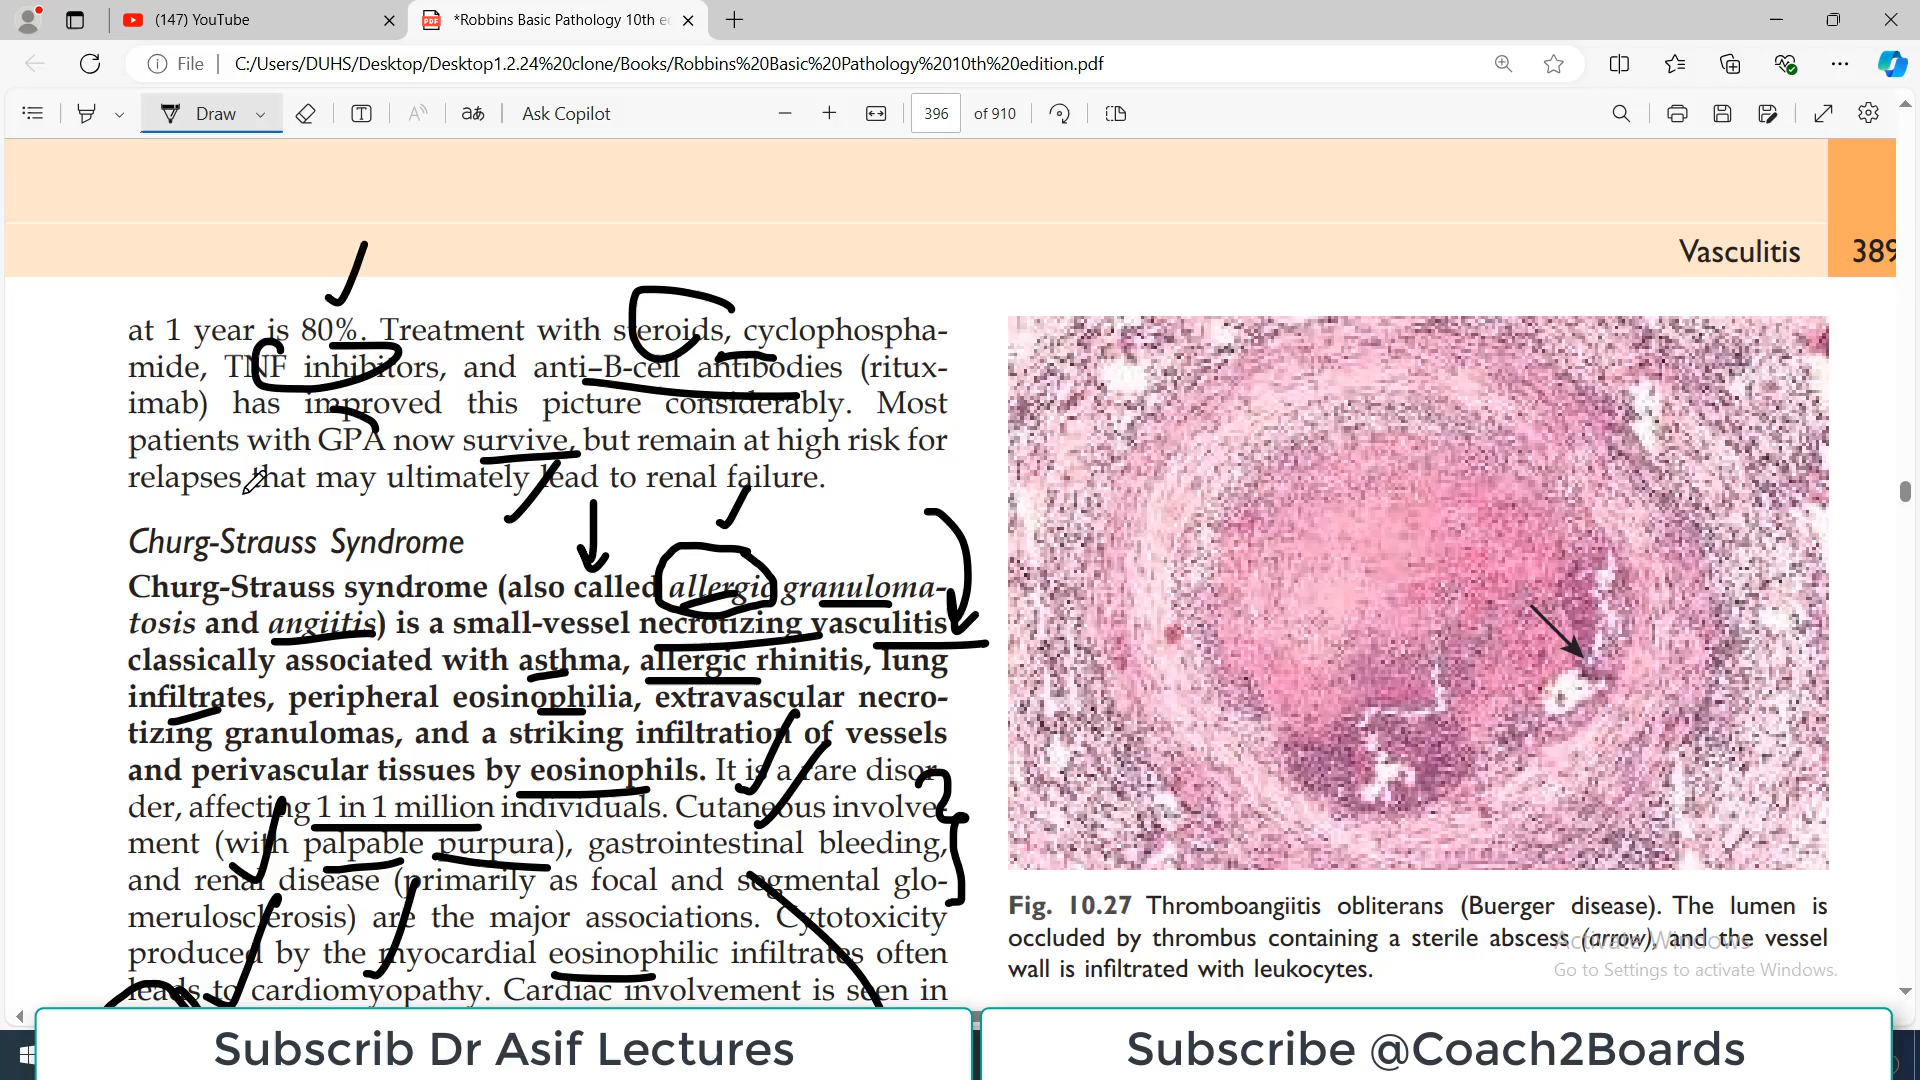 (147) YouTube
*Robbins Basic Pathology 10th e
File
C:/Users/DUHS/Desktop/Desktop1.2.24%20clone/Books/Robbins%20Basic%20Pathology%2010th%20edition.pdf
Draw
Ask Copilot
396 of 910
Vasculitis 389
at 1 year is 80%. Treatment with steroids, cyclophospha-
mide, TNF inhibitors, and anti–B-cell antibodies (ritux-
imab) has improved this picture considerably. Most
patients with GPA now survive, but remain at high risk for
relapses that may ultimately lead to renal failure.
Churg-Strauss Syndrome
Churg-Strauss syndrome (also called allergic granuloma-
tosis and angiitis) is a small-vessel necrotizing vasculitis
classically associated with asthma, allergic rhinitis, lung
infiltrates, peripheral eosinophilia, extravascular necro-
tizing granulomas, and a striking infiltration of vessels
and perivascular tissues by eosinophils. It is a rare disor-
der, affecting 1 in 1 million individuals. Cutaneous involve-
ment (with palpable purpura), gastrointestinal bleeding,
and renal disease (primarily as focal and segmental glo-
merulosclerosis) are the major associations. Cytotoxicity
produced by the myocardial eosinophilic infiltrates often
leads to cardiomyopathy. Cardiac involvement is seen in
Fig. 10.27 Thromboangiitis obliterans (Buerger disease). The lumen is
occluded by thrombus containing a sterile abscess (arrow), and the vessel
wall is infiltrated with leukocytes.
Activate Windows
Go to Settings to activate Windows.
Subscrib Dr Asif Lectures
Subscribe @Coach2Boards